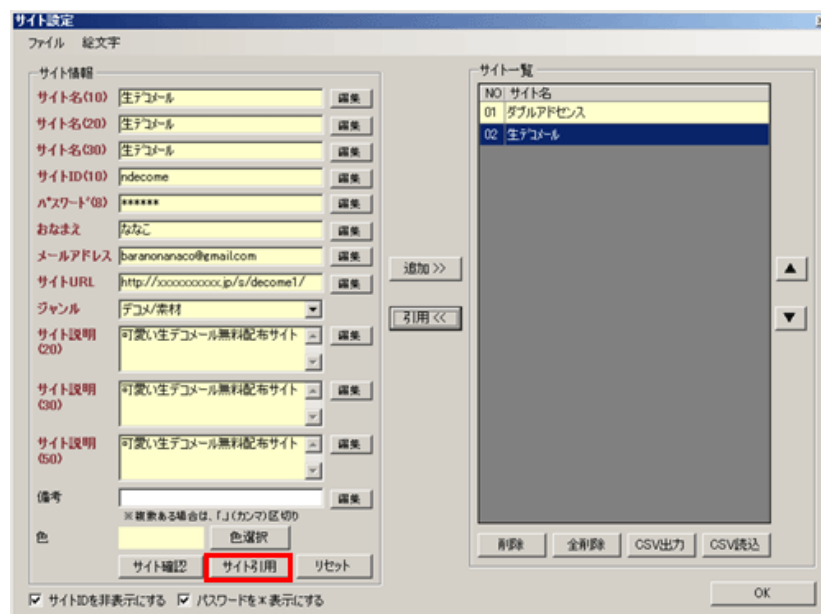 サイト設定
ファイル 絵文字
サイト情報
サイト名(10) 生デコメール 編集
サイト名(20) 生デコメール 編集
サイト名(30) 生デコメール 編集
サイトID(10) ndecome 編集
パスワード(8) ****** 編集
おなまえ ななこ 編集
メールアドレス baranonanaco@gmail.com 編集
サイトURL http://xxxxxxxxxx.jp/s/decome1/ 編集
ジャンル デコメ/素材
サイト説明(20) 可愛い生デコメール無料配布サイト 編集
サイト説明(30) 可愛い生デコメール無料配布サイト 編集
サイト説明(50) 可愛い生デコメール無料配布サイト 編集
備考 編集
※複数ある場合は、「,」(カンマ)区切り
色 色選択
サイト確認 サイト引用 リセット
サイトIDを非表示にする パスワードを*表示にする
追加 >>
引用 <<
サイト一覧
NO サイト名
01 ダブルアドセンス
02 生デコメール
▲
▼
削除 全削除 CSV出力 CSV読込
OK